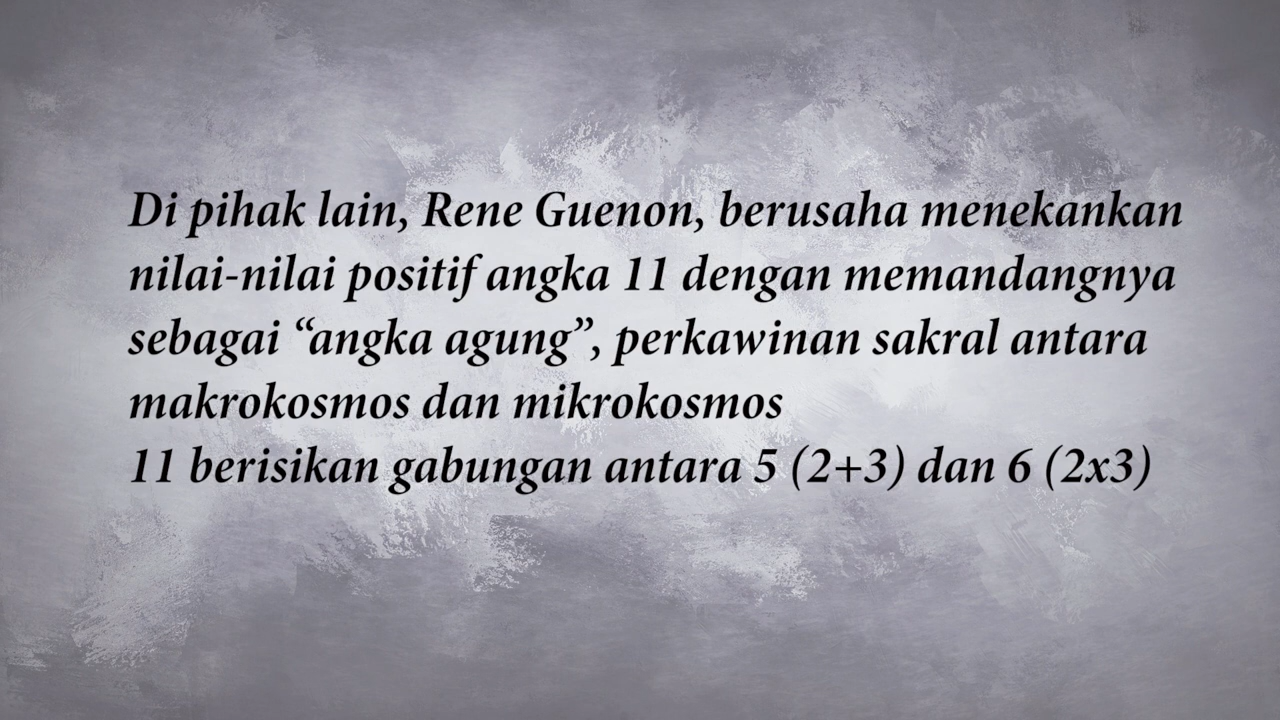 Di pihak lain, Rene Guenon, berusaha menekankan
nilai-nilai positif angka 11 dengan memandangnya
sebagai “angka agung”, perkawinan sakral antara
makrokosmos dan mikrokosmos
11 berisikan gabungan antara 5 (2+3) dan 6 (2x3)